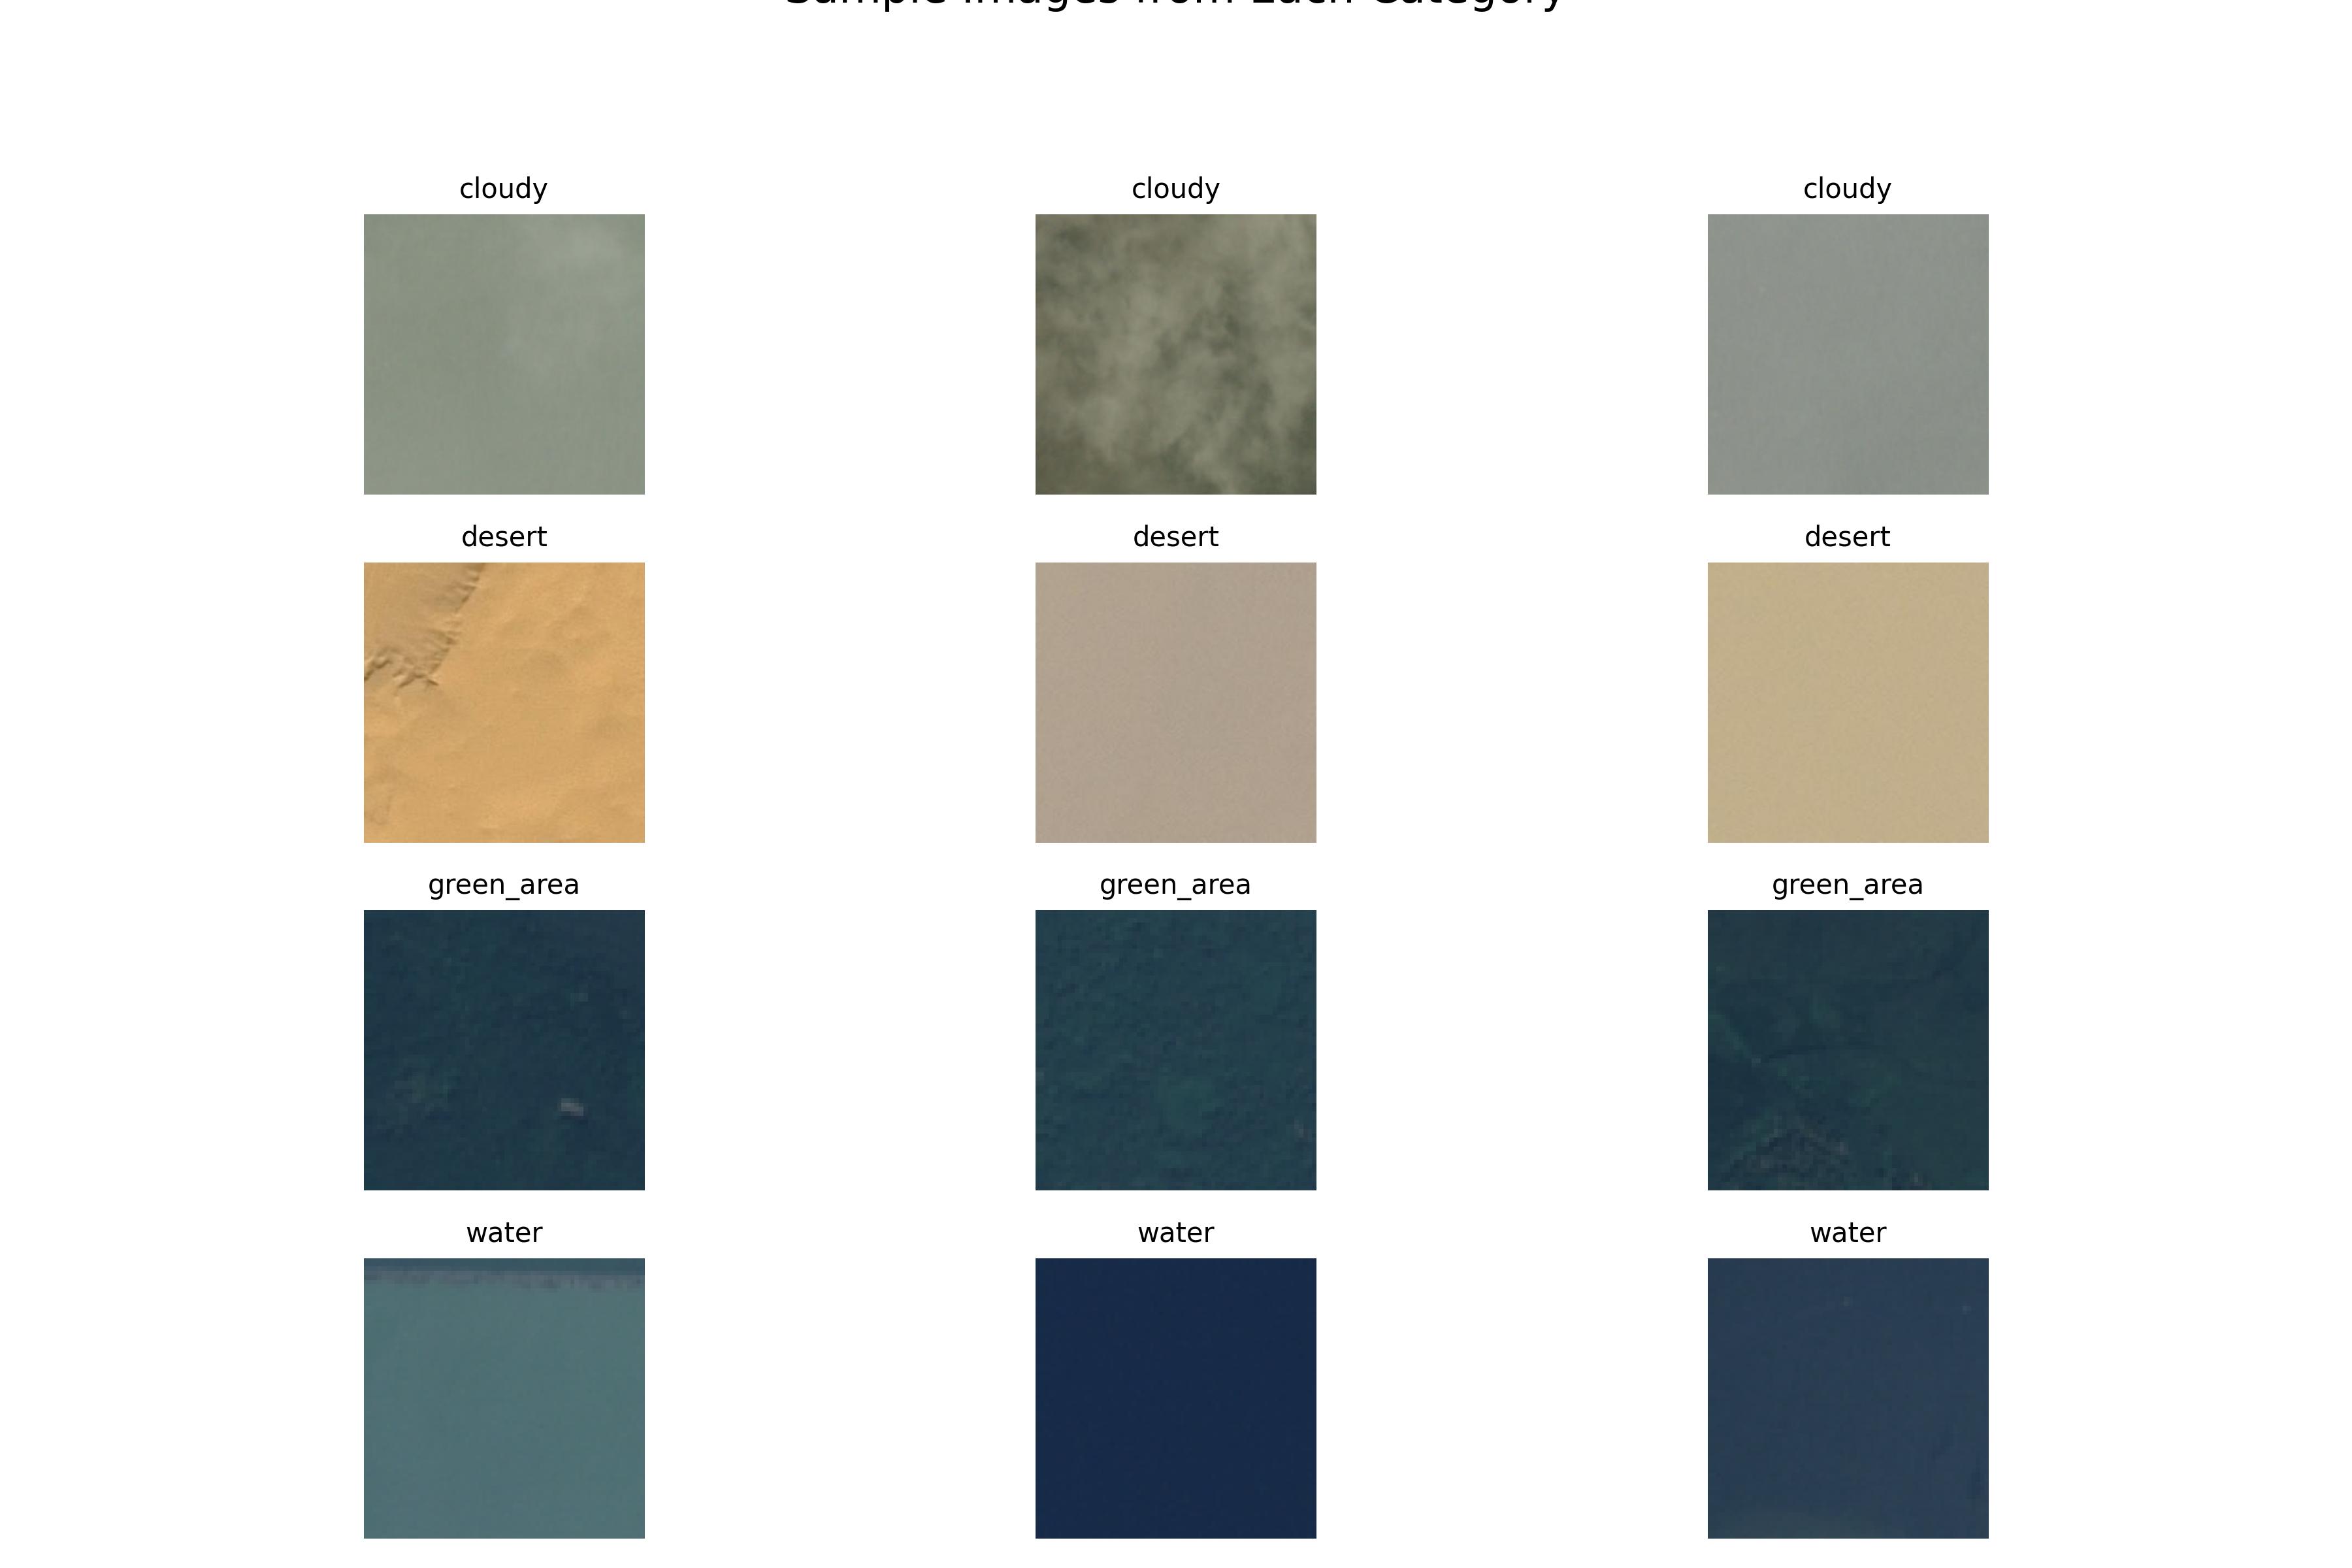 Sample Images from Each Category
cloudy cloudy cloudy
desert desert desert
green_area green_area green_area
water water water